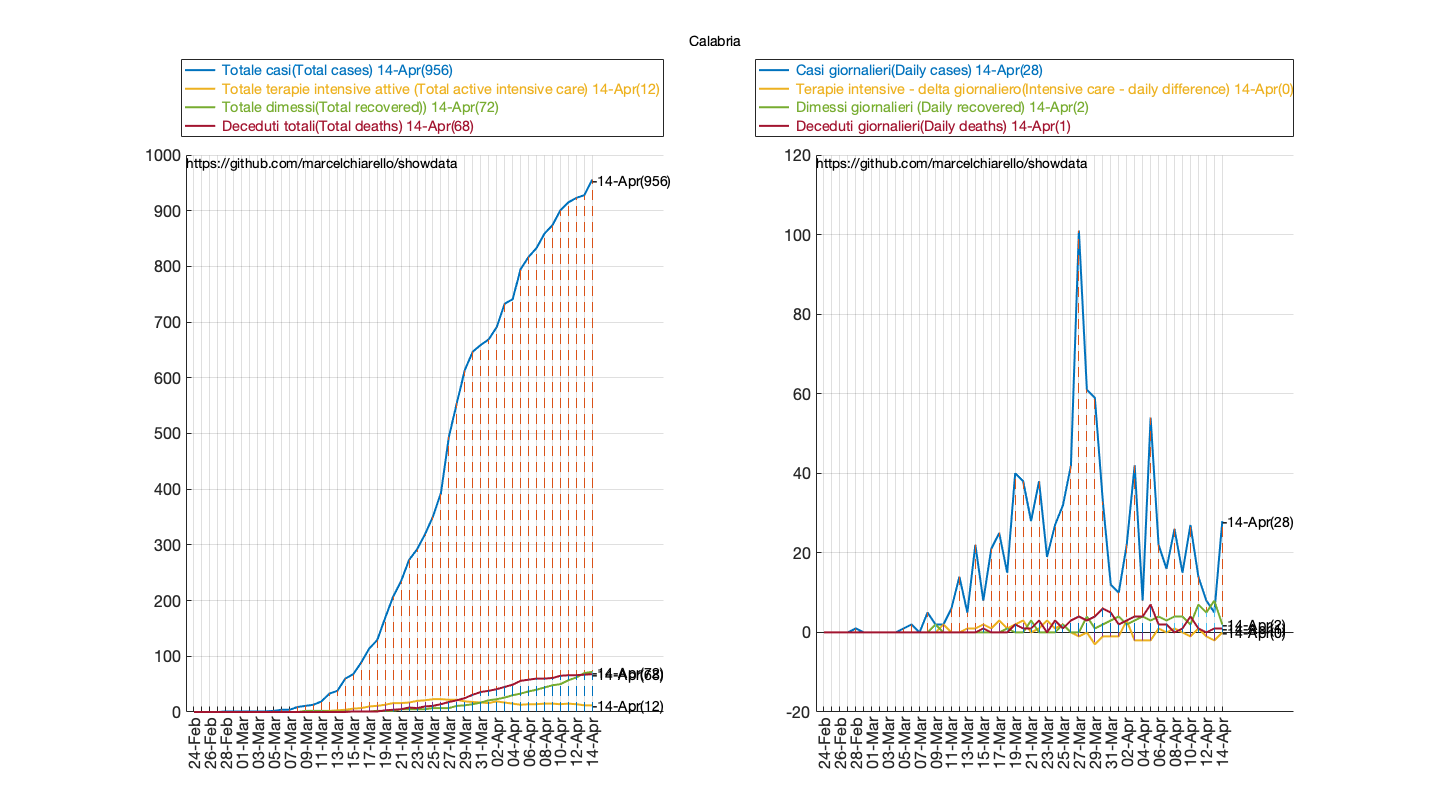 Calabria
Totale casi(Total cases) 14-Apr(956)
Totale terapie intensive attive (Total active intensive care) 14-Apr(12)
Totale dimessi(Total recovered)) 14-Apr(72)
Deceduti totali(Total deaths) 14-Apr(68)
1000
900
800
700
600
500
400
300
200
100
0
https://github.com/marcelchiarello/showdata
14-Apr(956)
14-Apr(72)
14-Apr(68)
14-Apr(12)
24-Feb
26-Feb
28-Feb
01-Mar
03-Mar
05-Mar
07-Mar
09-Mar
11-Mar
13-Mar
15-Mar
17-Mar
19-Mar
21-Mar
23-Mar
25-Mar
27-Mar
29-Mar
31-Mar
02-Apr
04-Apr
06-Apr
08-Apr
10-Apr
12-Apr
14-Apr
Casi giornalieri(Daily cases) 14-Apr(28)
Terapie intensive - delta giornaliero(Intensive care - daily difference) 14-Apr(0)
Dimessi giornalieri (Daily recovered) 14-Apr(2)
Deceduti giornalieri(Daily deaths) 14-Apr(1)
120
100
80
60
40
20
0
-20
https://github.com/marcelchiarello/showdata
14-Apr(28)
14-Apr(2)
14-Apr(1)
14-Apr(0)
24-Feb
26-Feb
28-Feb
01-Mar
03-Mar
05-Mar
07-Mar
09-Mar
11-Mar
13-Mar
15-Mar
17-Mar
19-Mar
21-Mar
23-Mar
25-Mar
27-Mar
29-Mar
31-Mar
02-Apr
04-Apr
06-Apr
08-Apr
10-Apr
12-Apr
14-Apr